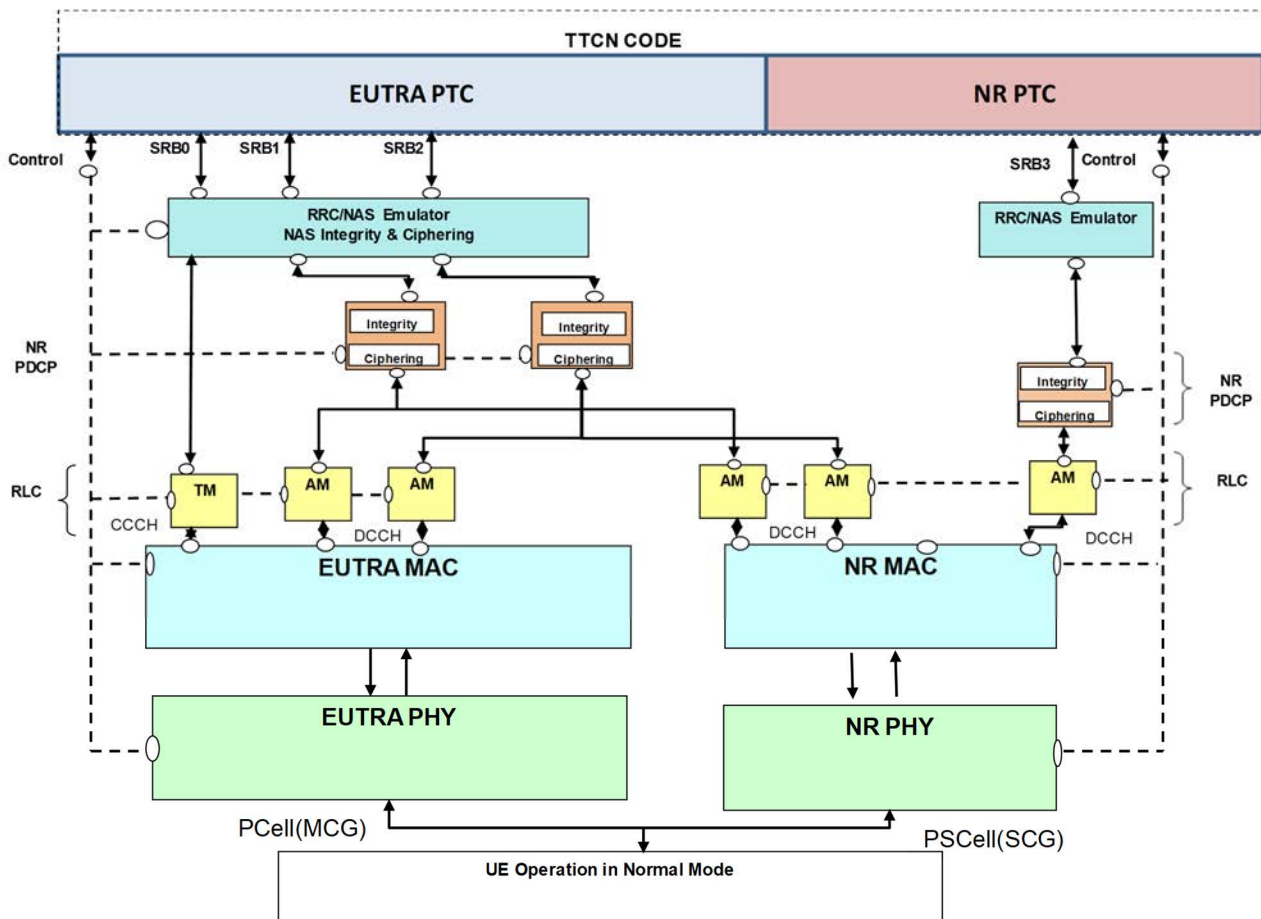 TTCN CODE
EUTRA PTC
NR PTC
Control
SRB0
SRB1
SRB2
SRB3
Control
RRC/NAS Emulator
NAS Integrity & Ciphering
RRC/NAS Emulator
NR
PDCP
Integrity
Ciphering
Integrity
Ciphering
Integrity
Ciphering
NR
PDCP
RLC
TM
AM
AM
AM
AM
AM
RLC
CCCH
DCCH
DCCH
DCCH
EUTRA MAC
NR MAC
EUTRA PHY
NR PHY
PCell(MCG)
PSCell(SCG)
UE Operation in Normal Mode